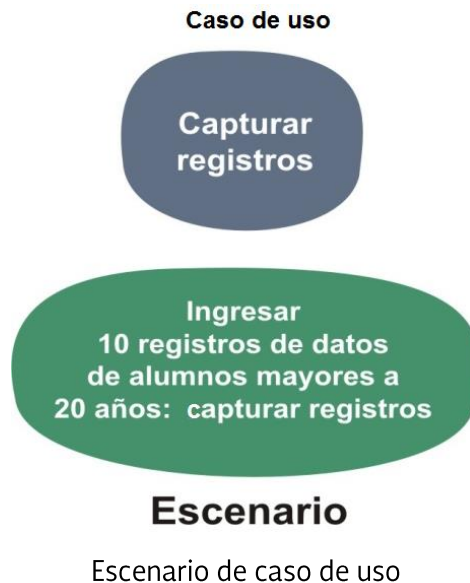 Caso de uso
Capturar
registros
Ingresar
10 registros de datos
de alumnos mayores a
20 años: capturar registros
Escenario
Escenario de caso de uso